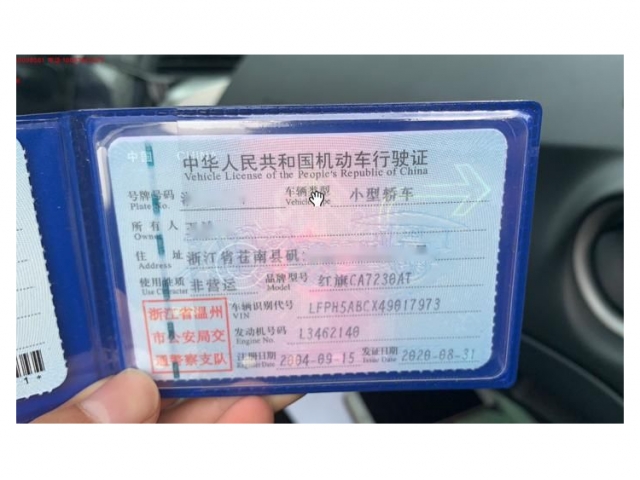 中国 CHINA
中华人民共和国机动车行驶证
Vehicle License of the People's Republic of China
号牌号码 车辆类型 小型轿车
Plate No. Vehicle Type
所有人
Owner
住址 浙江省苍南县矾
Address
使用性质 非营运 品牌型号 红旗CA7230AT
Use Character Model
浙江省温州 车辆识别代号 LFPH5ABCX49017973
VIN
市公安局交 发动机号码 L3462140
Engine No.
通警察支队 注册日期 2004-09-15 发证日期 2020-08-31
Register Date Issue Date